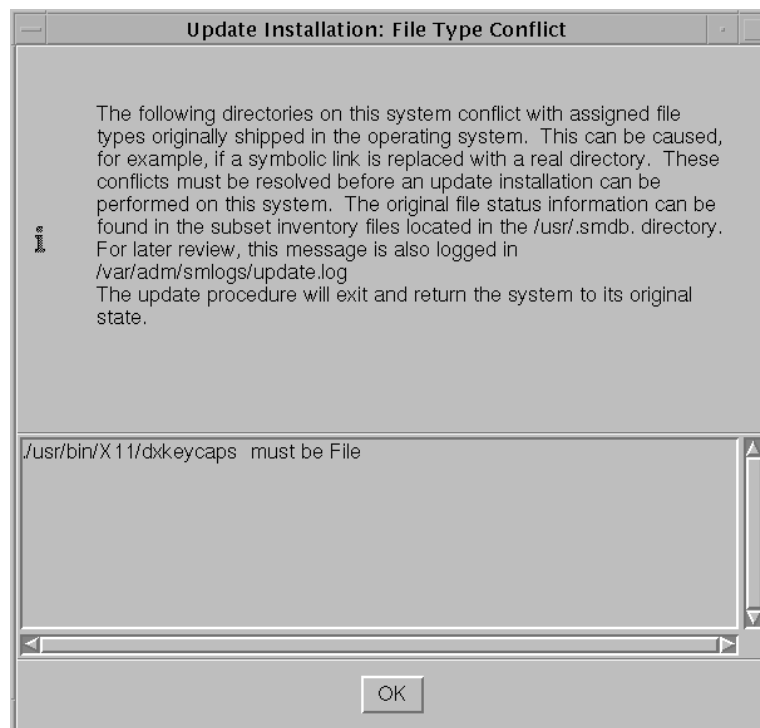 Update Installation: File Type Conflict
The following directories on this system conflict with assigned file
types originally shipped in the operating system. This can be caused,
for example, if a symbolic link is replaced with a real directory. These
conflicts must be resolved before an update installation can be
performed on this system. The original file status information can be
found in the subset inventory files located in the /usr/.smdb. directory.
For later review, this message is also logged in
/var/adm/smlogs/update.log
The update procedure will exit and return the system to its original
state.
./usr/bin/X11/dxkeycaps must be File
OK